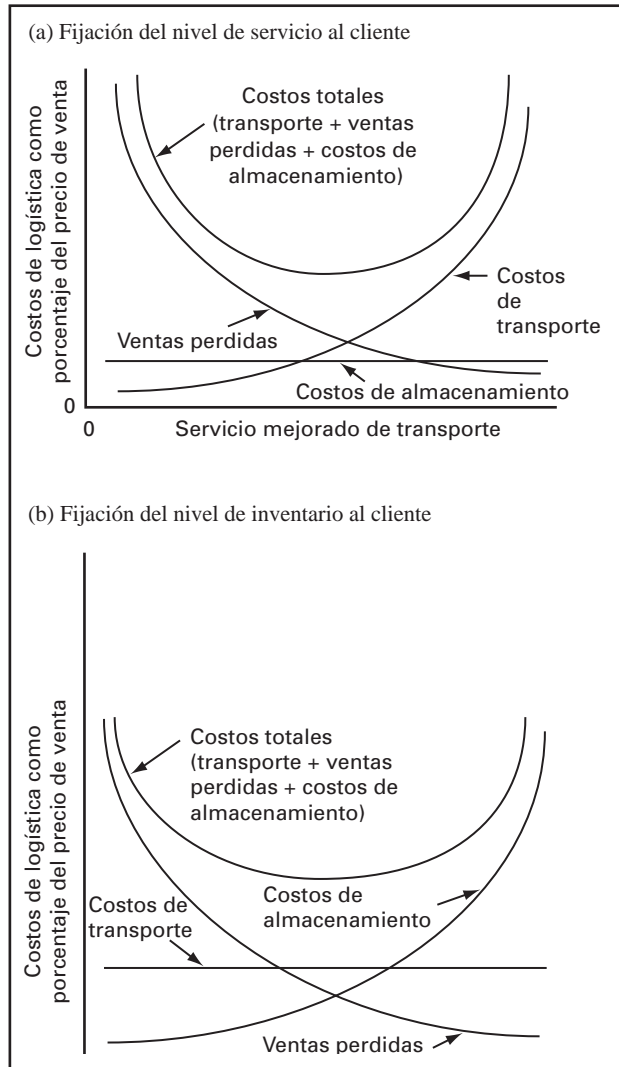 (a) Fijación del nivel de servicio al cliente
Costos de logística como
porcentaje del precio de venta
Costos totales
(transporte + ventas
perdidas + costos de
almacenamiento)
Costos
de
transporte
Ventas perdidas
Costos de almacenamiento
0
0
Servicio mejorado de transporte
(b) Fijación del nivel de inventario al cliente
Costos de logística como
porcentaje del precio de venta
Costos totales
(transporte + ventas
perdidas + costos de
almacenamiento)
Costos de
almacenamiento
Costos de
transporte
Ventas perdidas